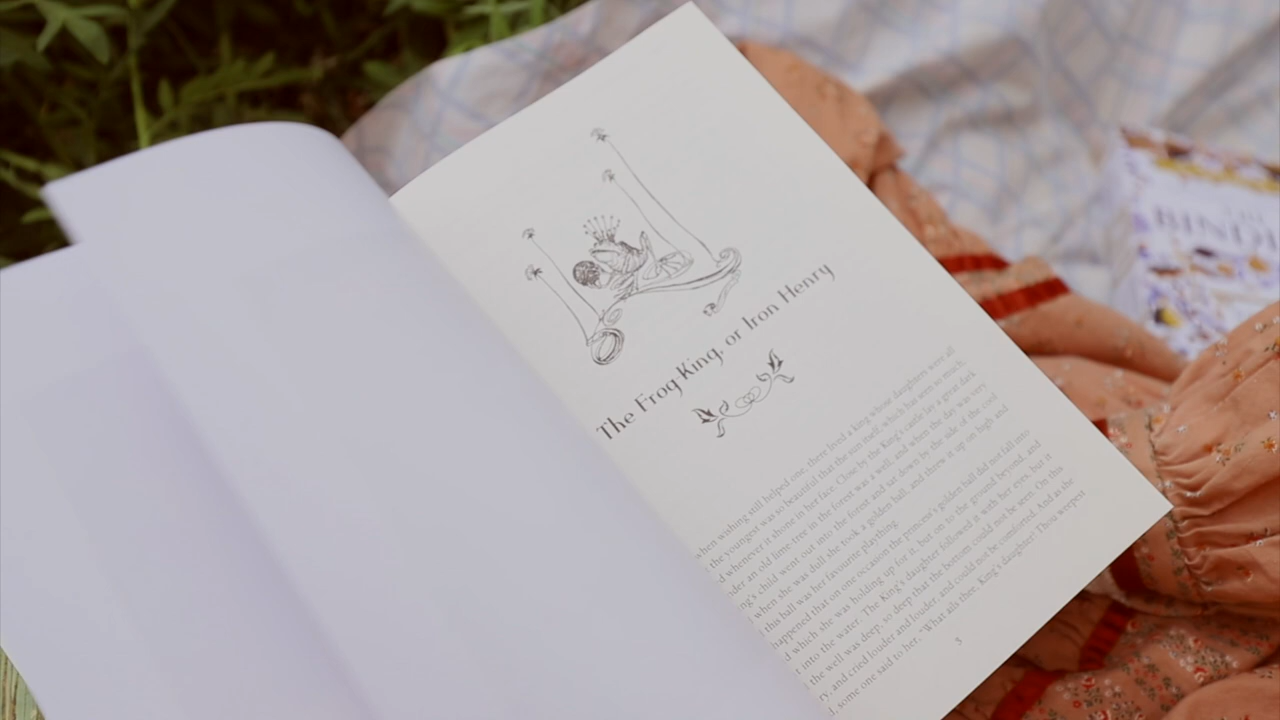 The Frog-King, or Iron Henry
when wishing still helped one, there lived a king whose daughters were all
the youngest was so beautiful that the sun itself, which has seen so much,
whenever it shone in her face. Close by the King's castle lay a great dark
an old lime-tree in the forest was a well, and when the day was very
child went out into the forest and sat down by the side of the cool
when she was dull she took a golden ball, and threw it up on high and
this ball was her favourite plaything.
happened that on one occasion the princess's golden ball did not fall into
which she was holding up for it, but on to the ground beyond, and
into the water. The King's daughter followed it with her eyes, but it
the well was deep, so deep that the bottom could not be seen. On this
and cried louder and louder, and could not be comforted. And as she
some one said to her, "What ails thee, King's daughter? Thou weepest
5